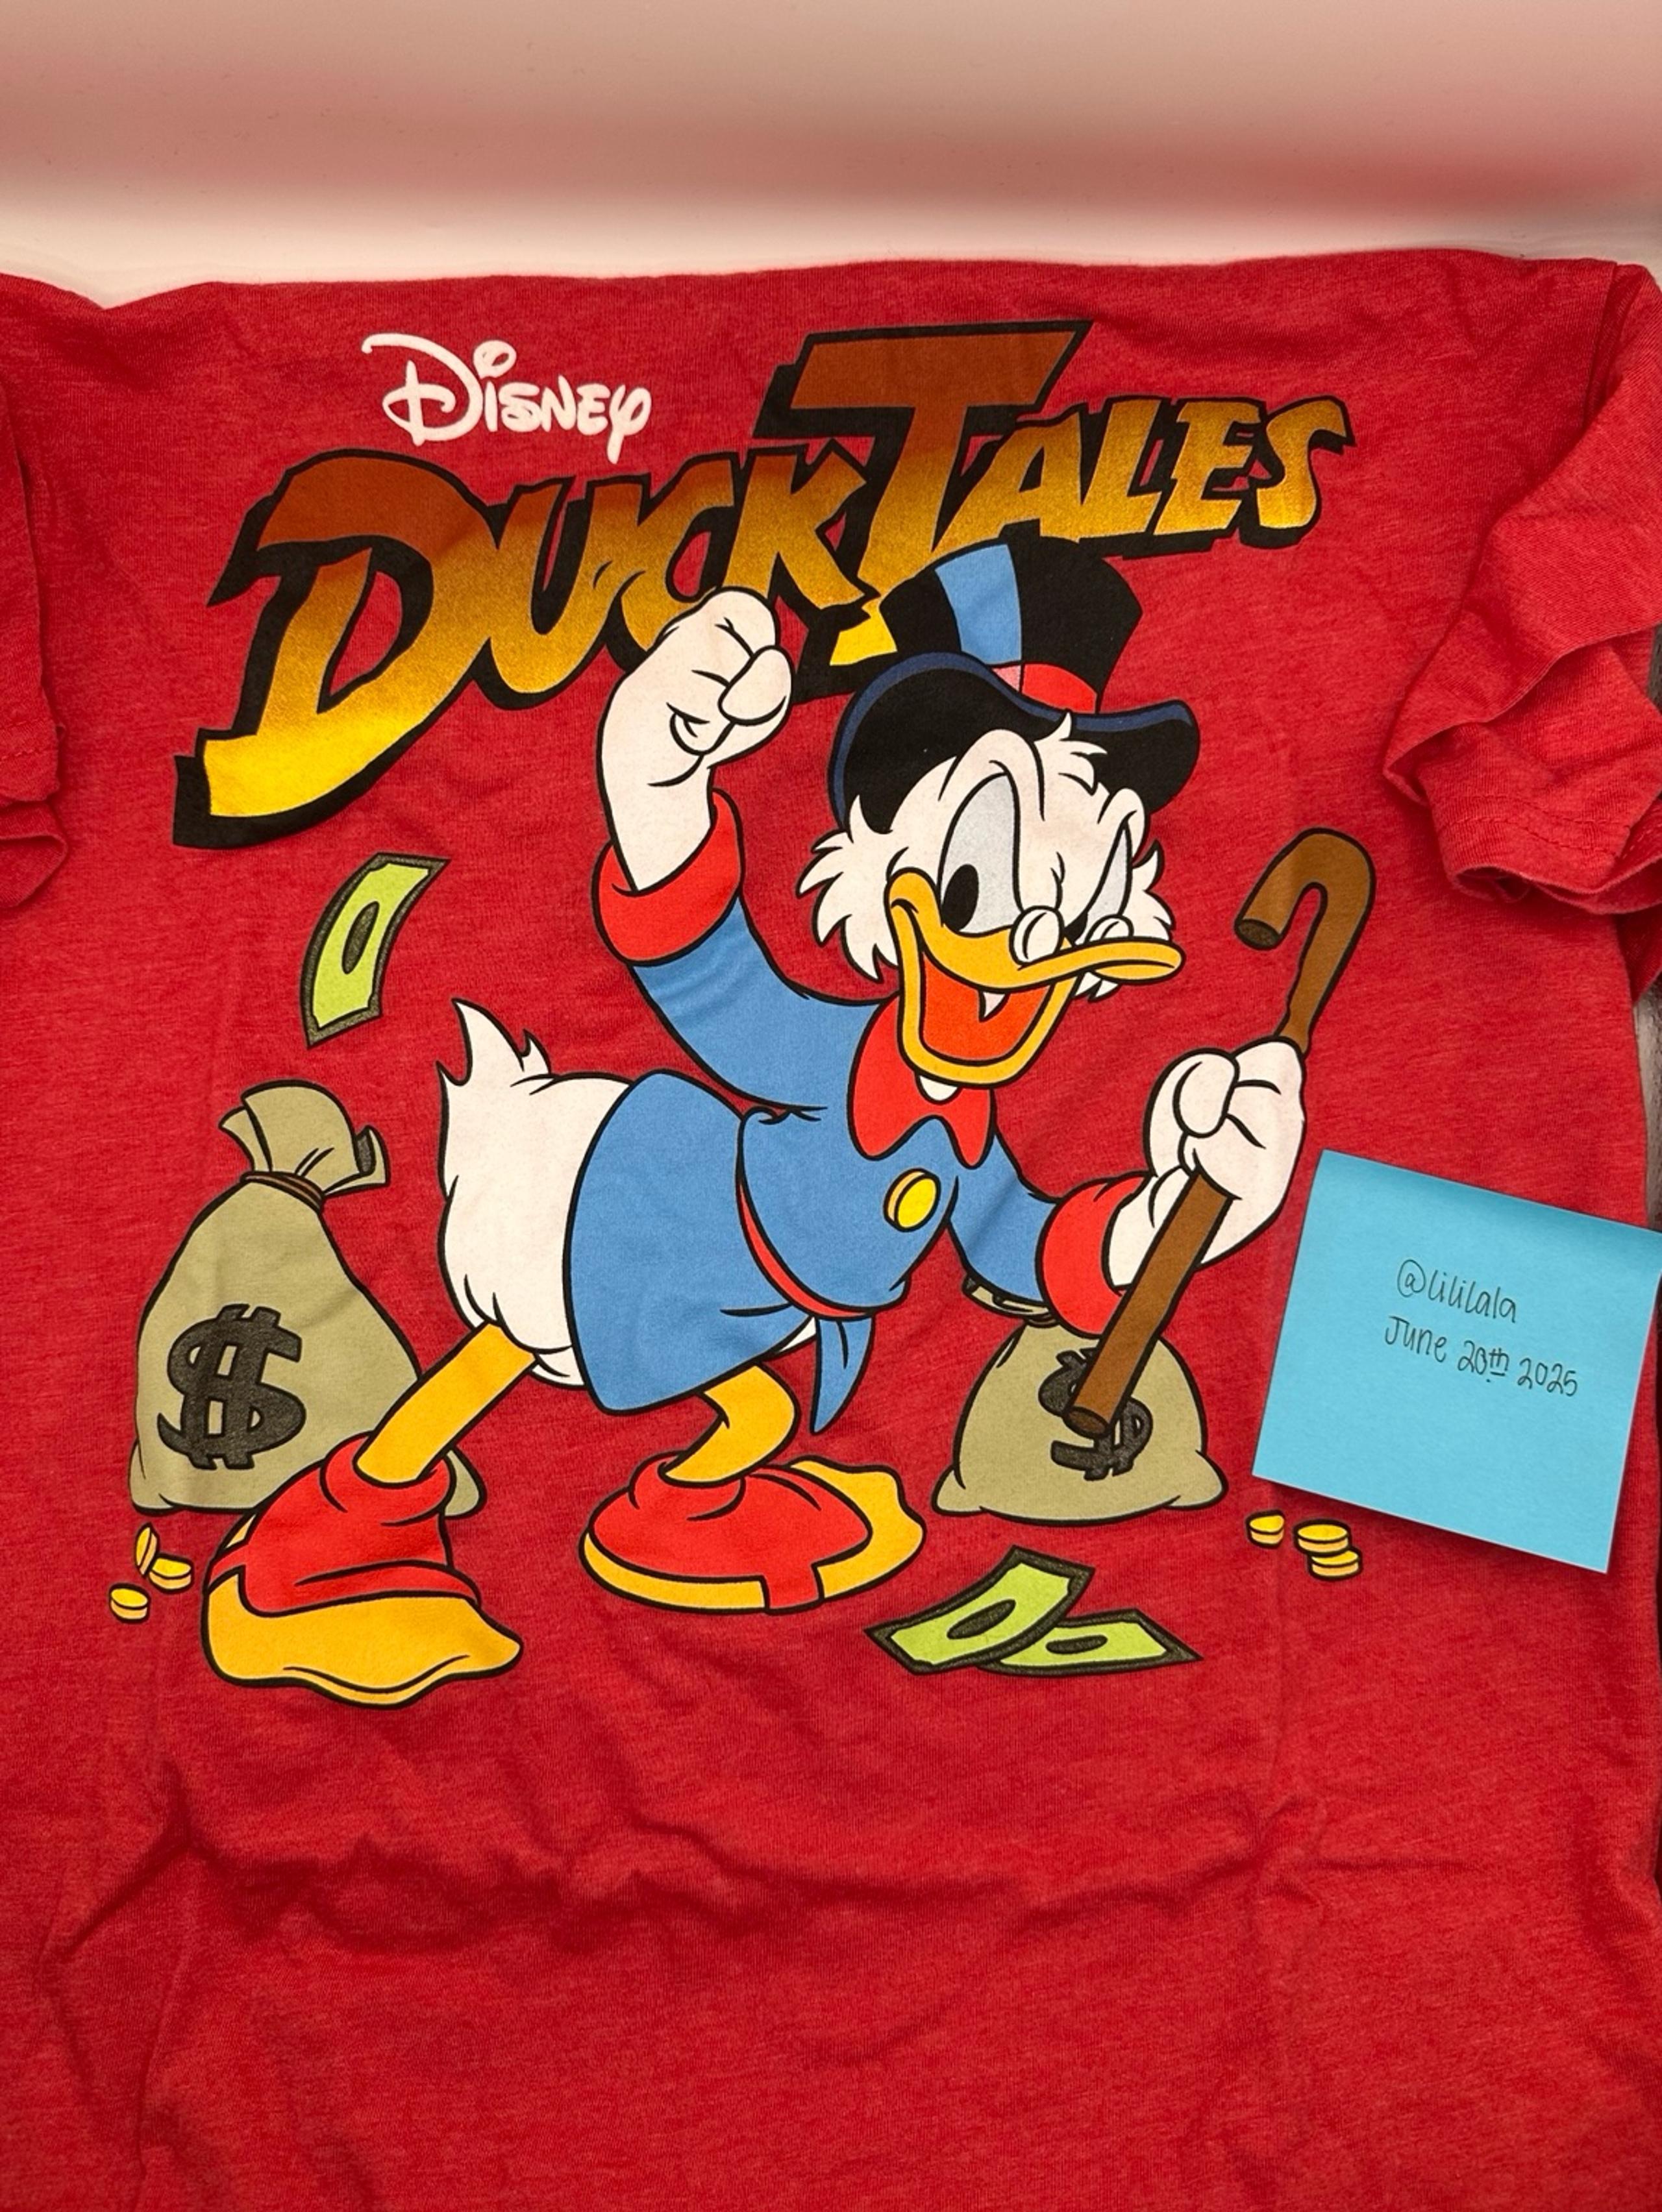 Disney
DUCKTALES
$
$
@lililala
June 20th 2025